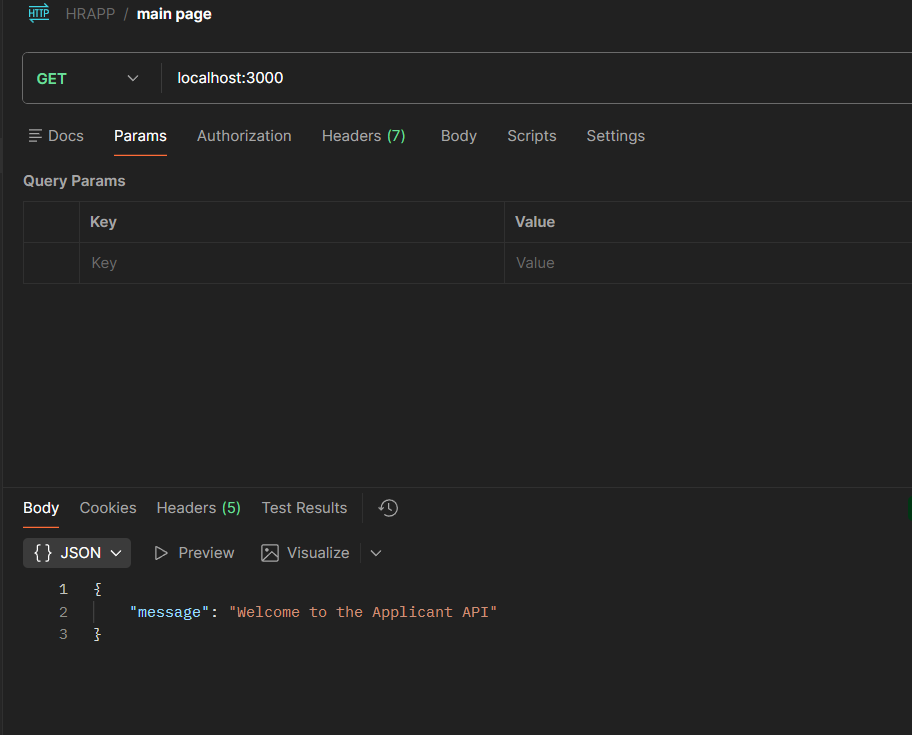 HTTP HRAPP / main page
GET localhost:3000
Docs Params Authorization Headers (7) Body Scripts Settings
Query Params
Key Value
Key Value
Body Cookies Headers (5) Test Results
{} JSON Preview Visualize
1 {
2 "message": "Welcome to the Applicant API"
3 }